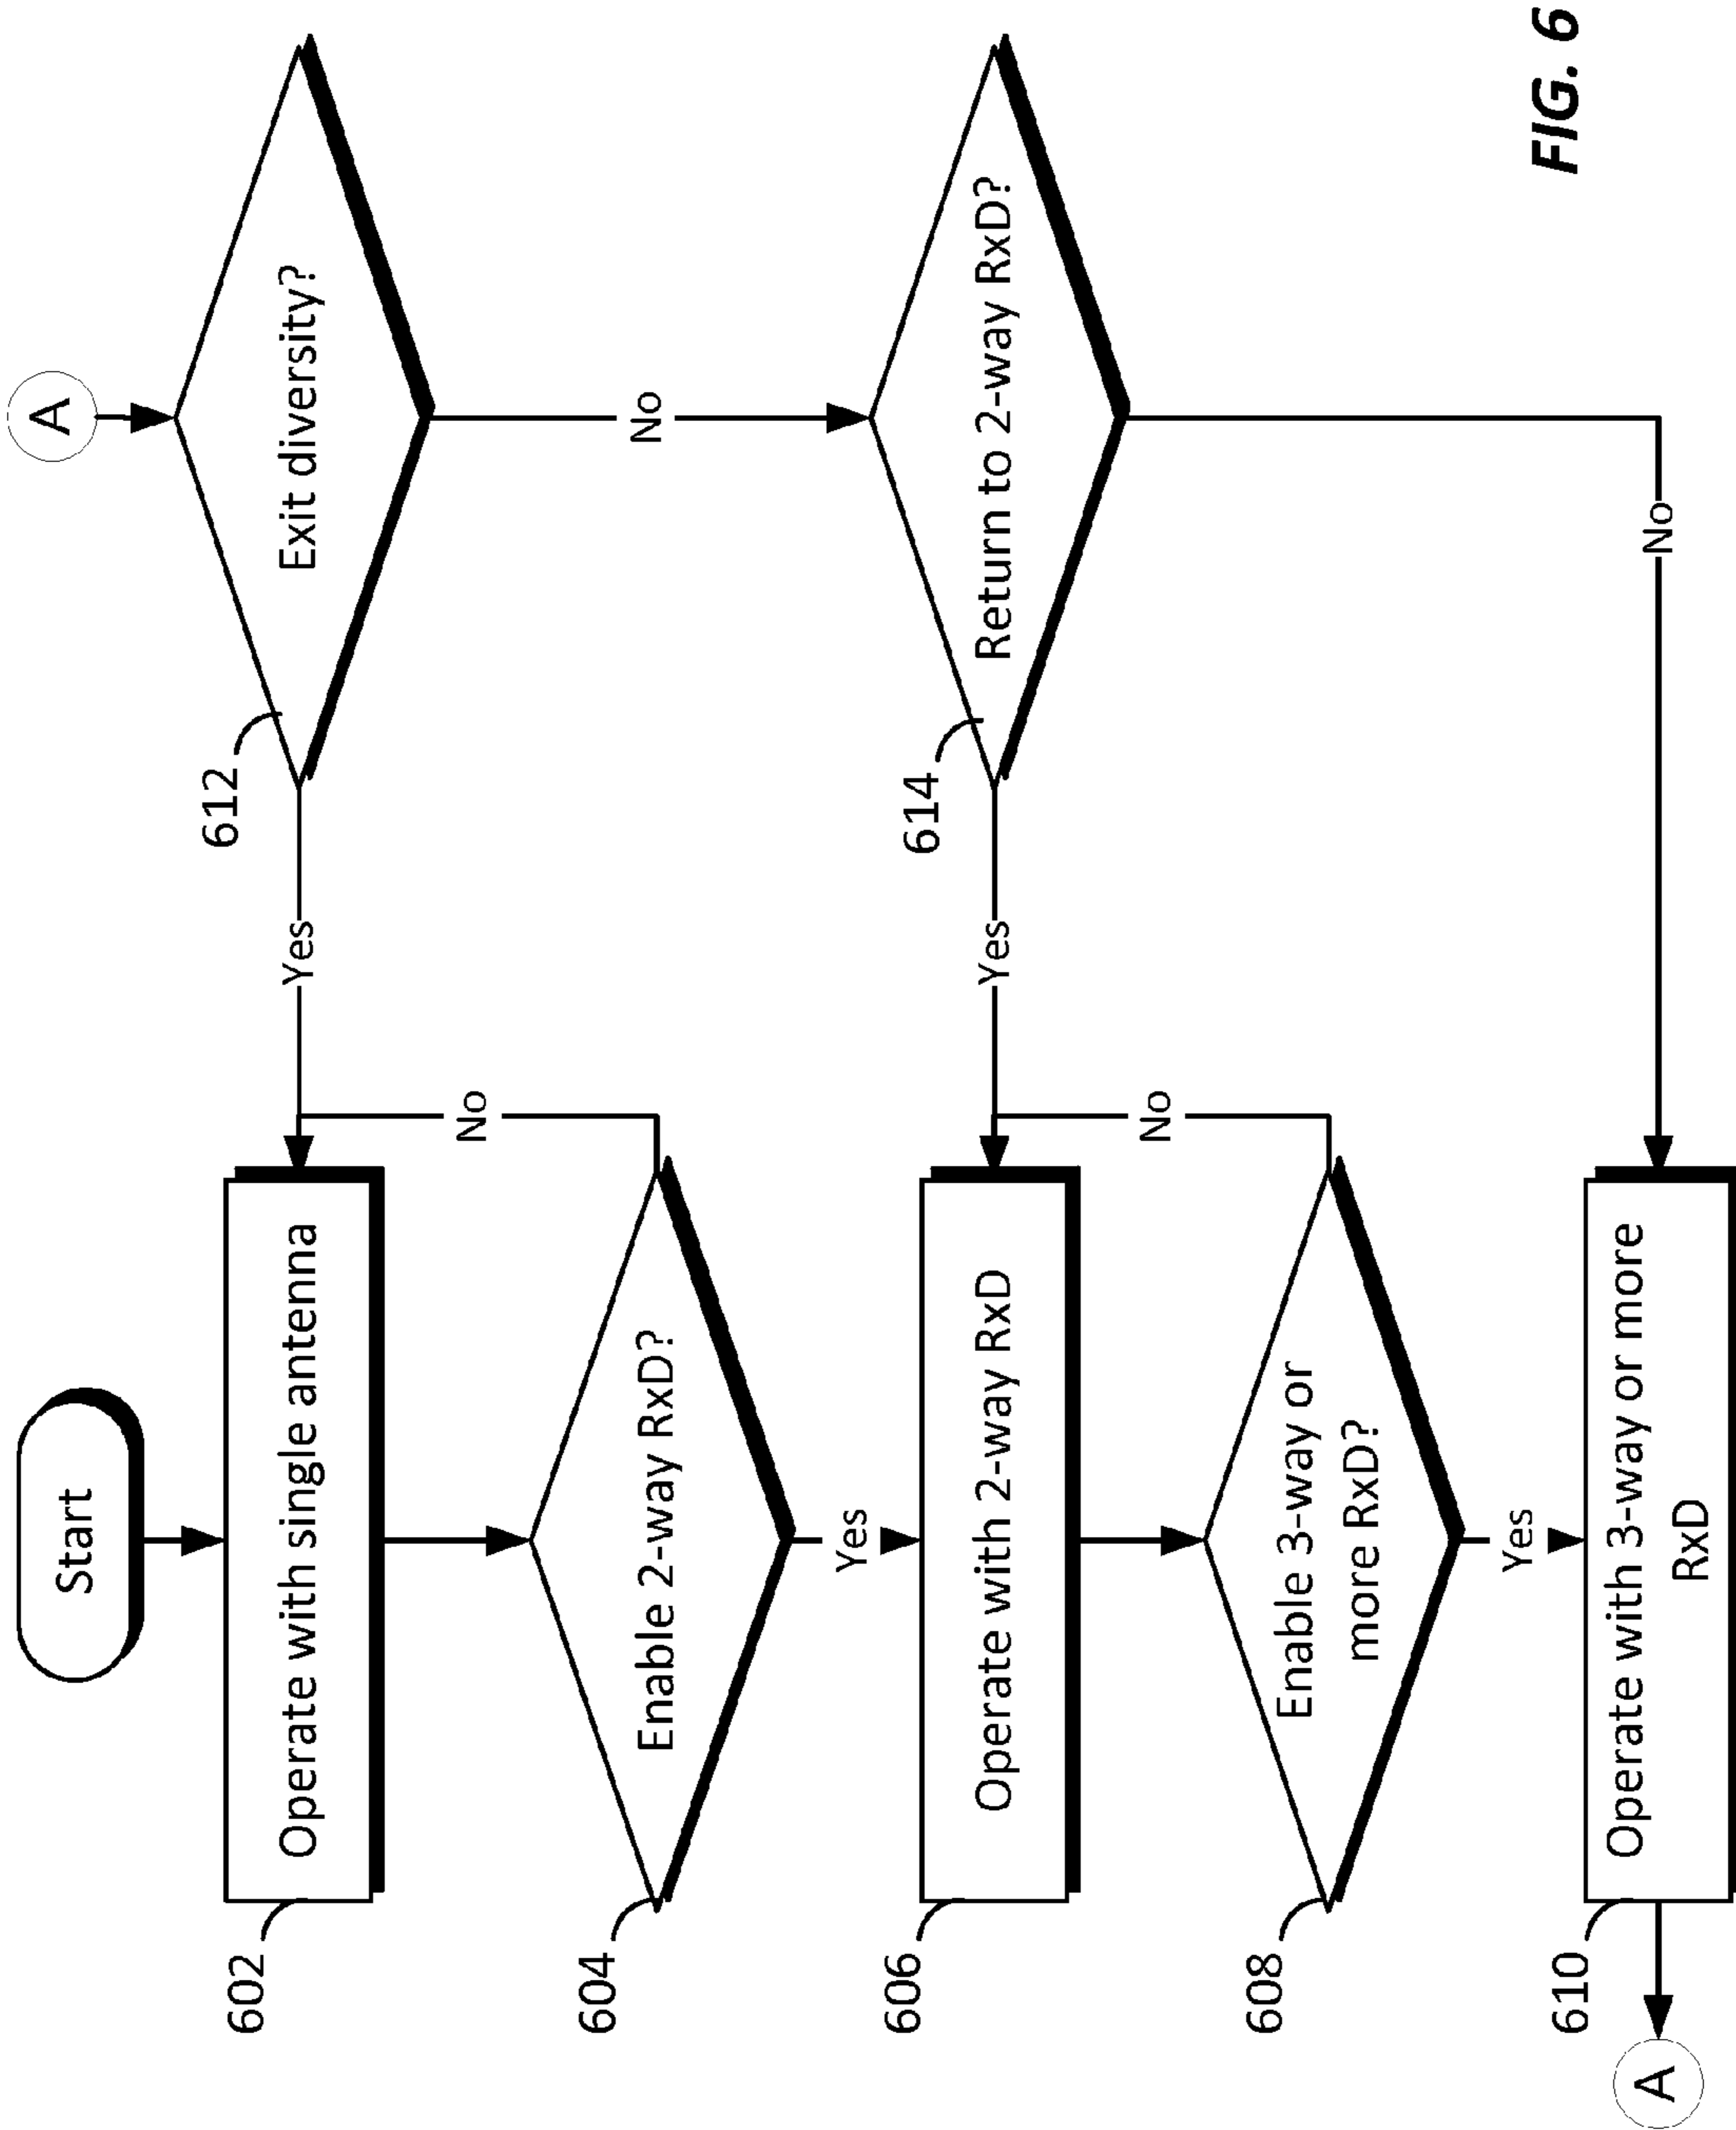 Start
602
Operate with single antenna
604
Enable 2-way RxD?
No
Yes
606
Operate with 2-way RxD
608
Enable 3-way or
more RxD?
No
Yes
610
Operate with 3-way or more
RxD
A
A
612
Exit diversity?
Yes
No
614
Return to 2-way RxD?
Yes
No
FIG. 6